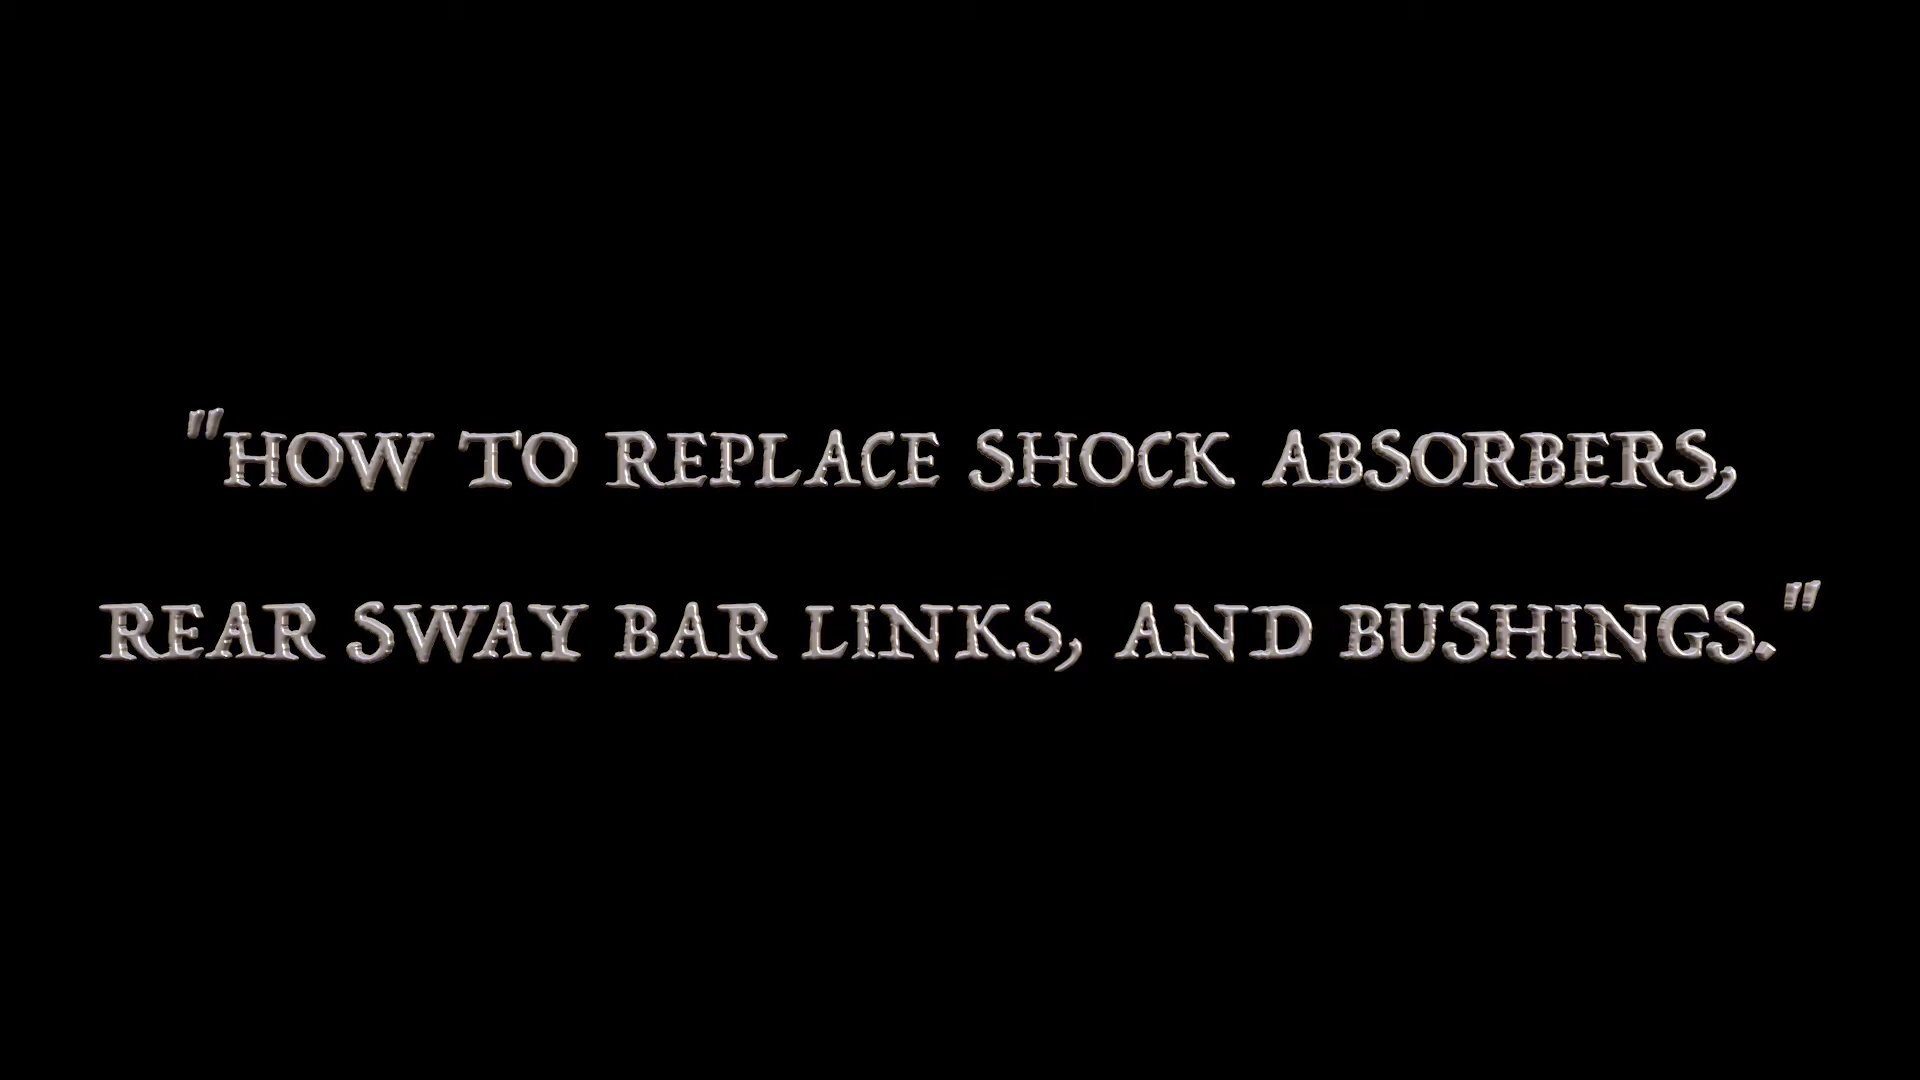 "HOW TO REPLACE SHOCK ABSORBERS,
REAR SWAY BAR LINKS, AND BUSHINGS."